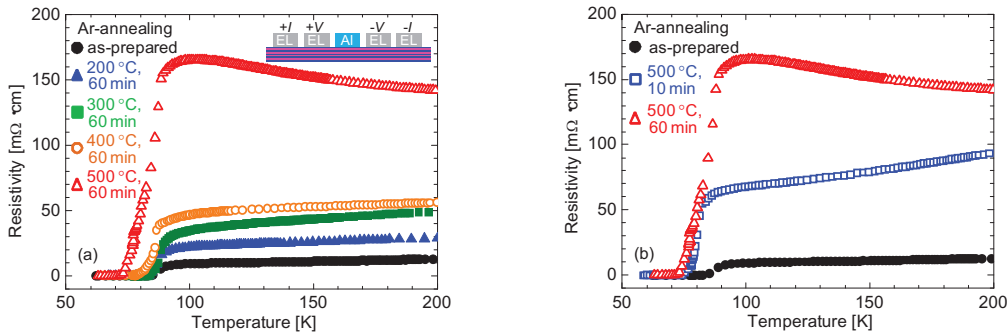 200
150
100
50
0
Resistivity [mΩ·cm]
Ar-annealing
as-prepared
200 °C,
60 min
300 °C,
60 min
400 °C,
60 min
500 °C,
60 min
+I +V -V -I
EL EL Al EL EL
(a)
50 100 150 200
Temperature [K]
200
150
100
50
0
Resistivity [mΩ·cm]
Ar-annealing
as-prepared
500 °C,
10 min
500 °C,
60 min
(b)
50 100 150 200
Temperature [K]